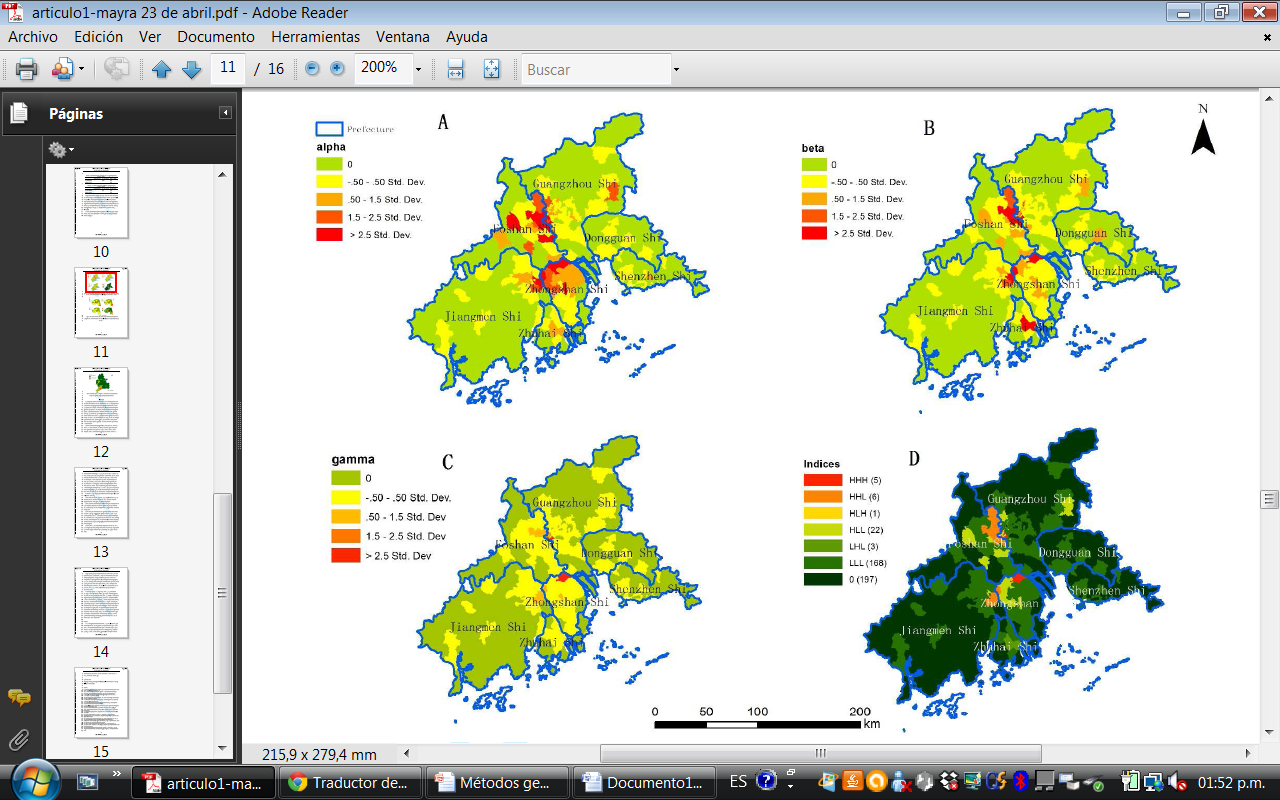 articulo1-mayra 23 de abril.pdf - Adobe Reader
Archivo Edición Ver Documento Herramientas Ventana Ayuda
11 / 16 200% Buscar
Páginas
10
11
12
13
14
15
A
Prefecture
alpha
0
-.50 - .50 Std. Dev.
.50 - 1.5 Std. Dev.
1.5 - 2.5 Std. Dev.
> 2.5 Std. Dev.
Guangzhou Shi
Foshan Shi
Dongguan Shi
Shenzhen Shi
Zhongshan Shi
Jiangmen Shi
Zhuhai Shi
B
N
beta
0
-.50 - .50 Std. Dev.
.50 - 1.5 Std. Dev.
1.5 - 2.5 Std. Dev.
> 2.5 Std. Dev.
Guangzhou Shi
Foshan Shi
Dongguan Shi
Shenzhen Shi
Zhongshan Shi
Jiangmen Shi
Zhuhai Shi
C
gamma
0
-.50 - .50 Std. Dev.
.50 - 1.5 Std. Dev
1.5 - 2.5 Std. Dev
> 2.5 Std. Dev
Guangzhou Shi
Foshan Shi
Dongguan Shi
Shenzhen Shi
Zhongshan Shi
Jiangmen Shi
Zhuhai Shi
D
Indices
HHH (5)
HHL (6)
HLH (1)
HLL (22)
LHL (3)
LLL (168)
0 (197)
Guangzhou Shi
Foshan Shi
Dongguan Shi
Shenzhen Shi
Zhongshan
Jiangmen Shi
Zhuhai Shi
0 50 100 200
km
215,9 x 279,4 mm
articulo1-ma... Traductor de... Métodos ge... Documento1... ES 01:52 p.m.